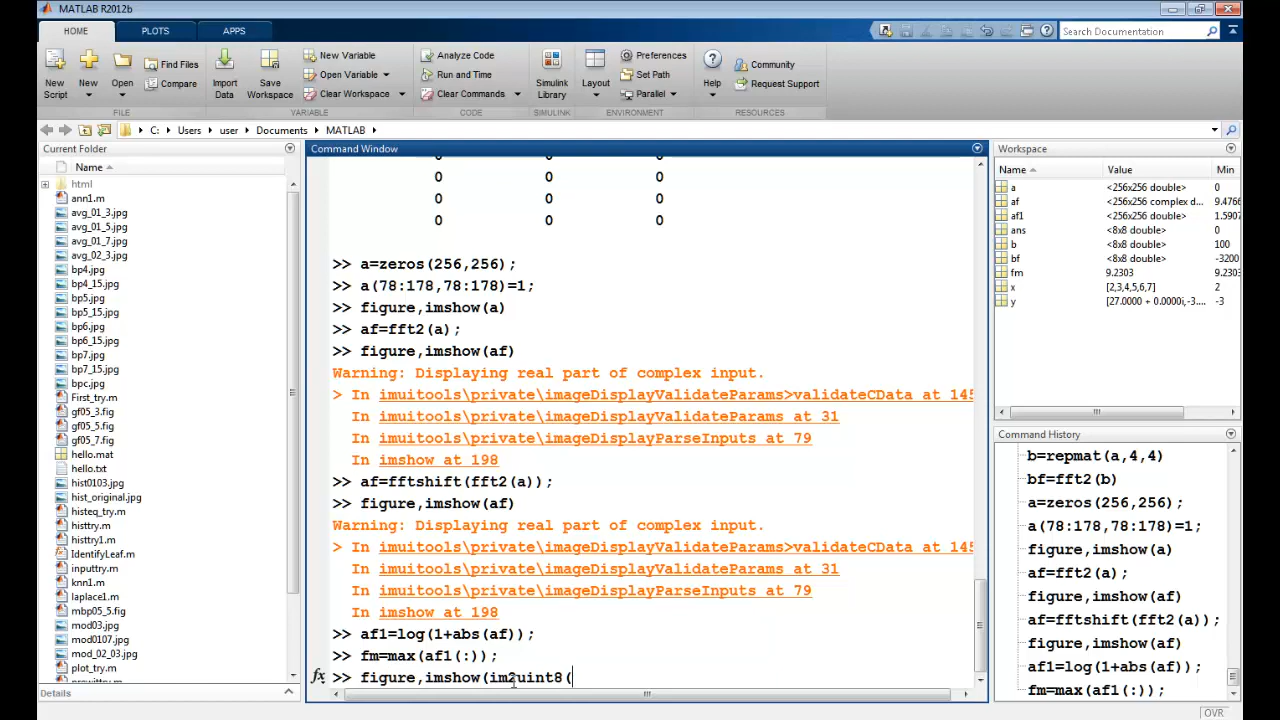 MATLAB R2012b
HOME PLOTS APPS
Search Documentation
New Script
New
Open
Find Files
Compare
Import Data
Save Workspace
New Variable
Open Variable
Clear Workspace
Analyze Code
Run and Time
Clear Commands
Simulink Library
Layout
Preferences
Set Path
Parallel
Help
Community
Request Support
FILE VARIABLE CODE SIMULINK ENVIRONMENT RESOURCES
C: Users user Documents MATLAB
Current Folder
Name
html
ann1.m
avg_01_3.jpg
avg_01_5.jpg
avg_01_7.jpg
avg_02_3.jpg
bp4.jpg
bp4_15.jpg
bp5.jpg
bp5_15.jpg
bp6.jpg
bp6_15.jpg
bp7.jpg
bp7_15.jpg
bpc.jpg
First_try.m
gf05_3.fig
gf05_5.fig
gf05_7.fig
hello.mat
hello.txt
hist0103.jpg
hist_original.jpg
histeq_try.m
histtry.m
histtry1.m
IdentifyLeaf.m
inputtry.m
knn1.m
laplace1.m
mbp05_5.fig
mod03.jpg
mod0107.jpg
mod_02_03.jpg
plot_try.m
Details
Command Window
0 0 0
0 0 0
0 0 0
0 0 0
>> a=zeros(256,256);
>> a(78:178,78:178)=1;
>> figure,imshow(a)
>> af=fft2(a);
>> figure,imshow(af)
Warning: Displaying real part of complex input.
> In imuitools\private\imageDisplayValidateParams>validateCData at 145
In imuitools\private\imageDisplayValidateParams at 31
In imuitools\private\imageDisplayParseInputs at 79
In imshow at 198
>> af=fftshift(fft2(a));
>> figure,imshow(af)
Warning: Displaying real part of complex input.
> In imuitools\private\imageDisplayValidateParams>validateCData at 145
In imuitools\private\imageDisplayValidateParams at 31
In imuitools\private\imageDisplayParseInputs at 79
In imshow at 198
>> af1=log(1+abs(af));
>> fm=max(af1(:));
fx >> figure,imshow(im2uint8(
Workspace
Name Value Min
a <256x256 double> 0
af <256x256 complex d... 9.4766
af1 <256x256 double> 1.5907
ans <8x8 double> 0
b <8x8 double> 100
bf <8x8 double> -3200
fm 9.2303 9.2303
x [2,3,4,5,6,7] 2
y [27.0000 + 0.0000i,-3.... -3
Command History
b=repmat(a,4,4)
bf=fft2(b)
a=zeros(256,256);
a(78:178,78:178)=1;
figure,imshow(a)
af=fft2(a);
figure,imshow(af)
af=fftshift(fft2(a));
figure,imshow(af)
af1=log(1+abs(af));
fm=max(af1(:));
OVR